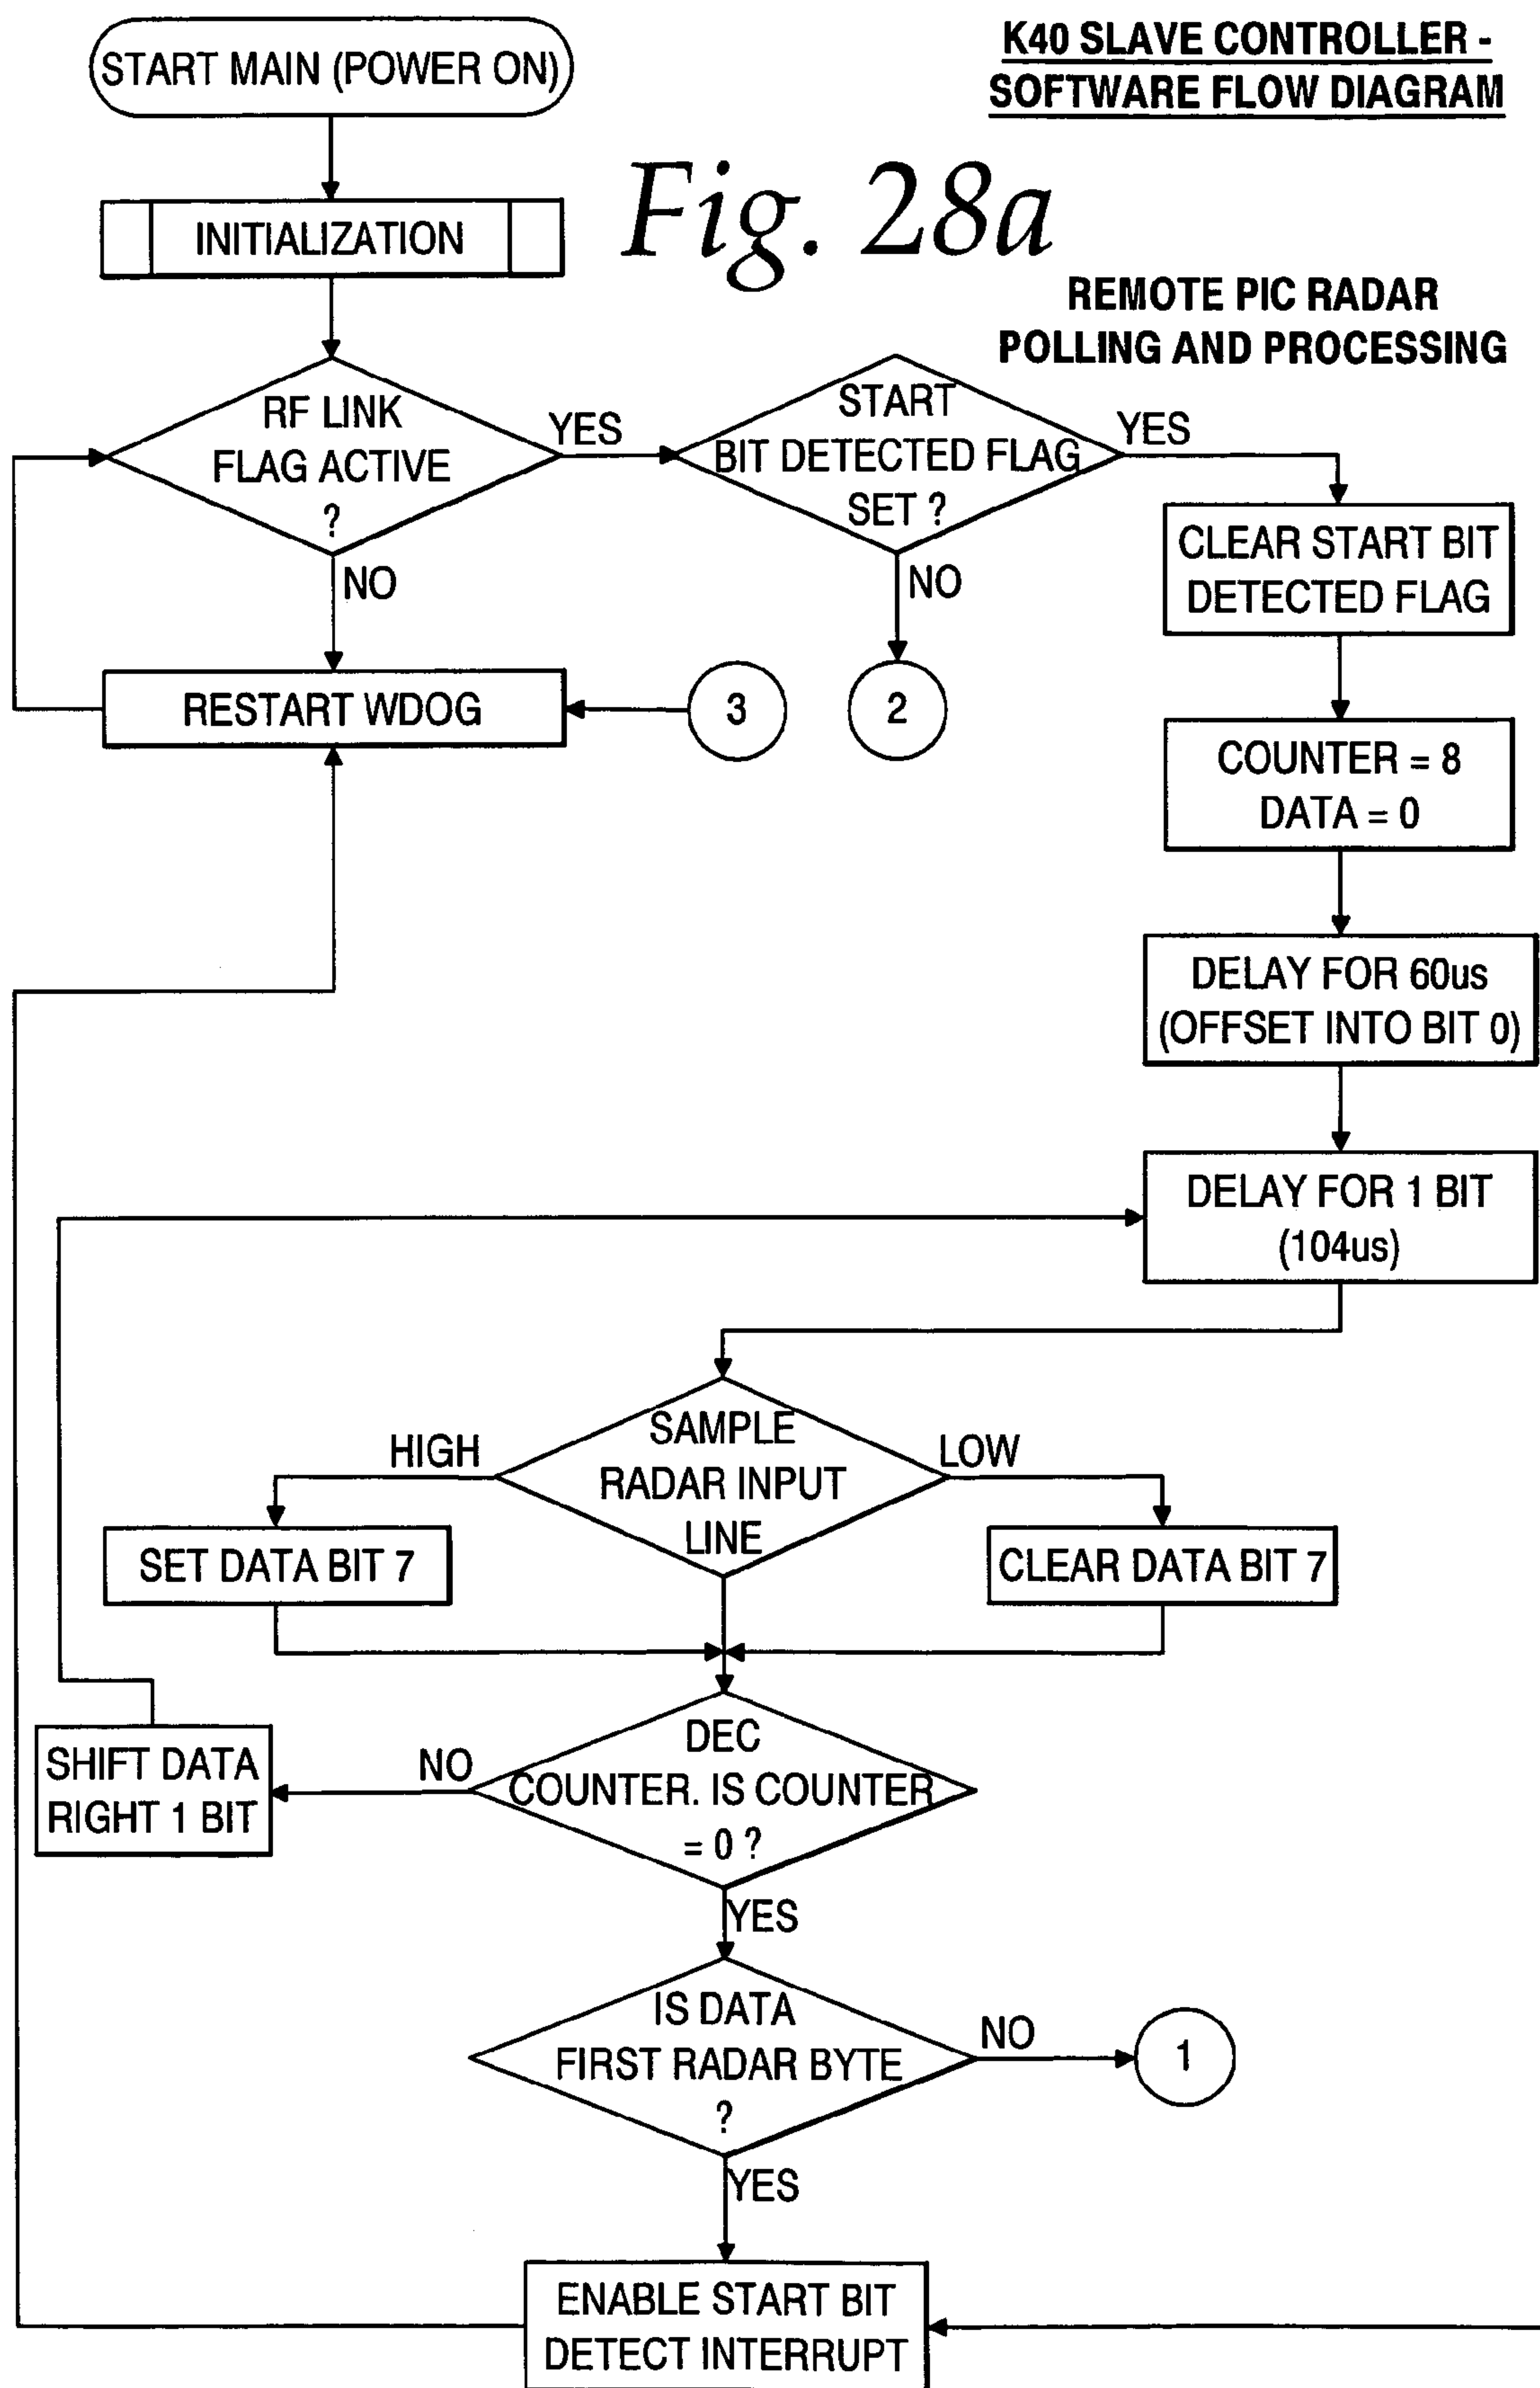 K40 SLAVE CONTROLLER -
SOFTWARE FLOW DIAGRAM
START MAIN (POWER ON)
Fig. 28a
INITIALIZATION
REMOTE PIC RADAR
POLLING AND PROCESSING
RF LINK
FLAG ACTIVE
?
YES
NO
START
BIT DETECTED FLAG
SET ?
YES
NO
CLEAR START BIT
DETECTED FLAG
RESTART WDOG
3
2
COUNTER = 8
DATA = 0
DELAY FOR 60us
(OFFSET INTO BIT 0)
DELAY FOR 1 BIT
(104us)
SAMPLE
RADAR INPUT
LINE
HIGH
LOW
SET DATA BIT 7
CLEAR DATA BIT 7
DEC
COUNTER. IS COUNTER
= 0 ?
NO
SHIFT DATA
RIGHT 1 BIT
YES
IS DATA
FIRST RADAR BYTE
?
NO
1
YES
ENABLE START BIT
DETECT INTERRUPT